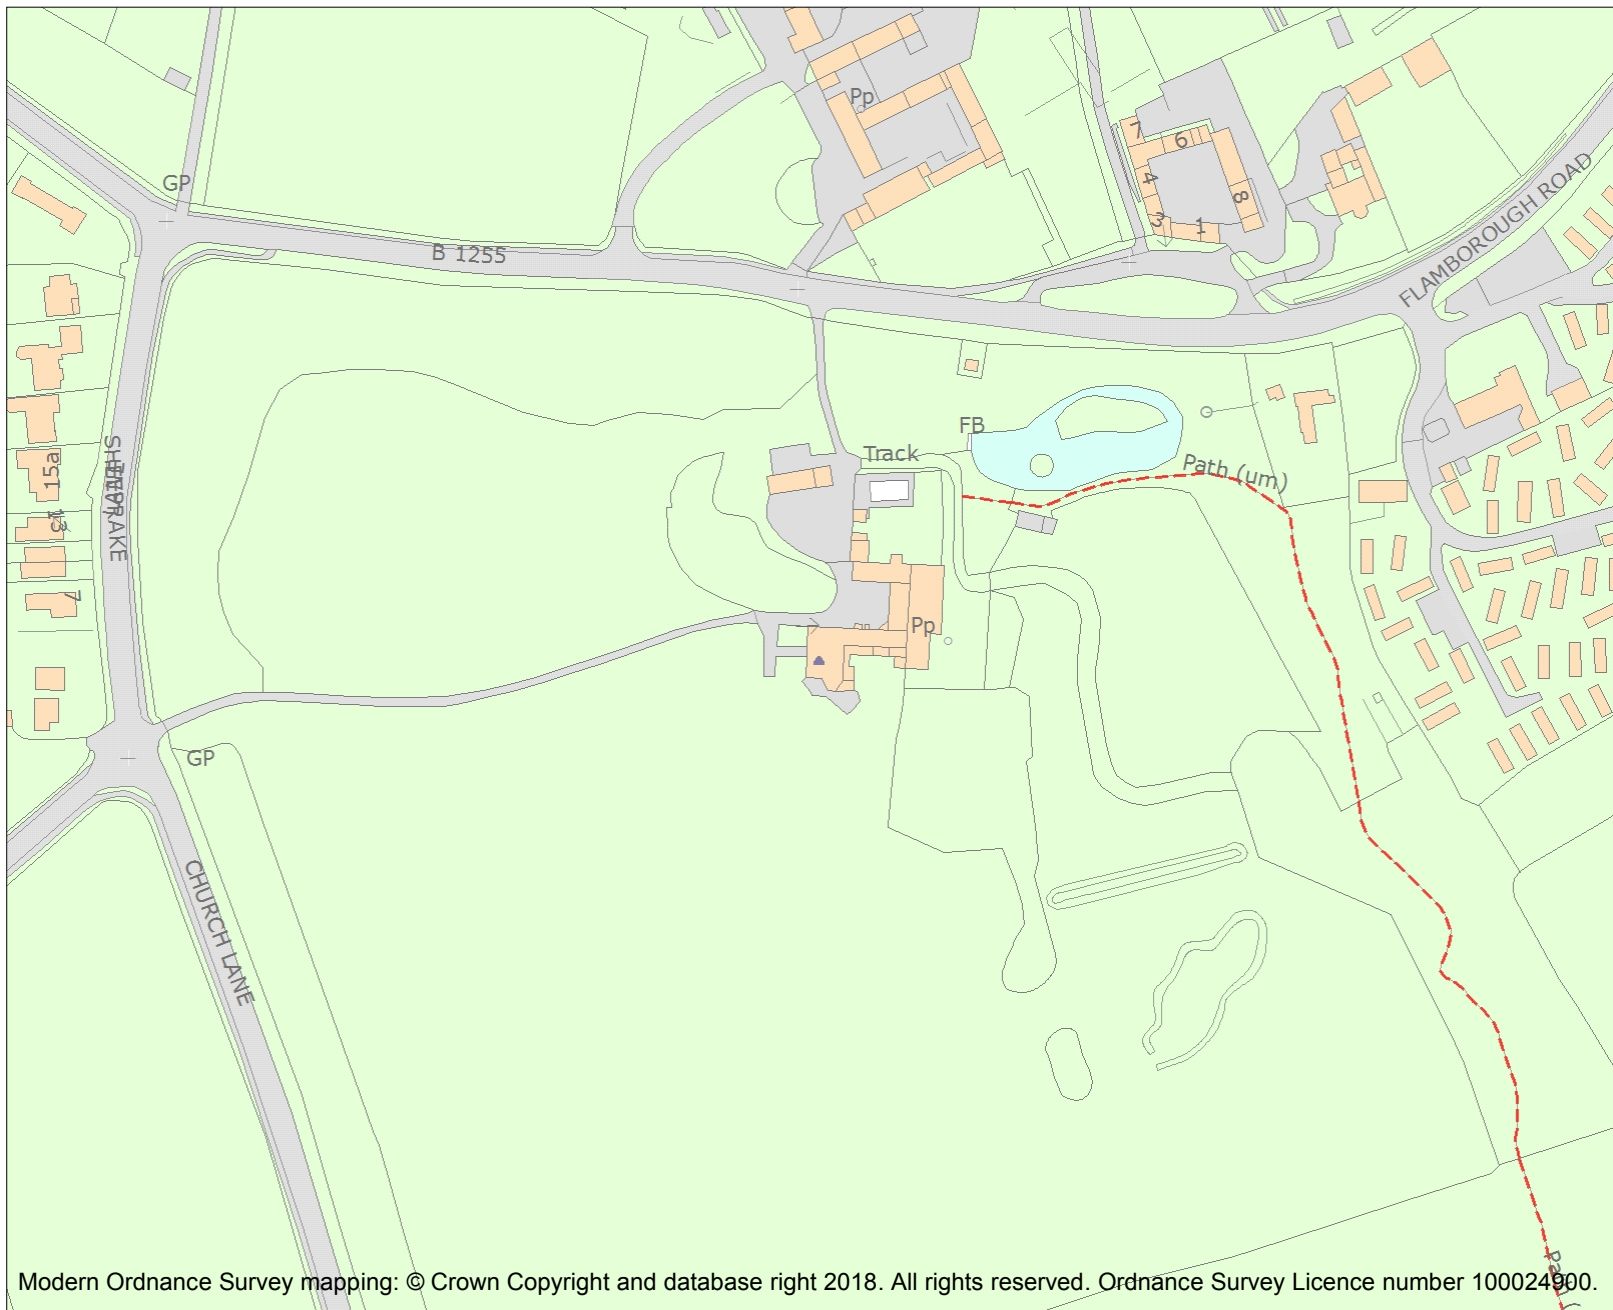 Pp
7
6
GP
4
8
3
1
FLAMBOROUGH ROAD
B 1255
FB
SHEEPRAKE
LANE
15a
Track
Path (um)
13
7
Pp
GP
CHURCH LANE
Modern Ordnance Survey mapping: © Crown Copyright and database right 2018. All rights reserved. Ordnance Survey Licence number 100024900.